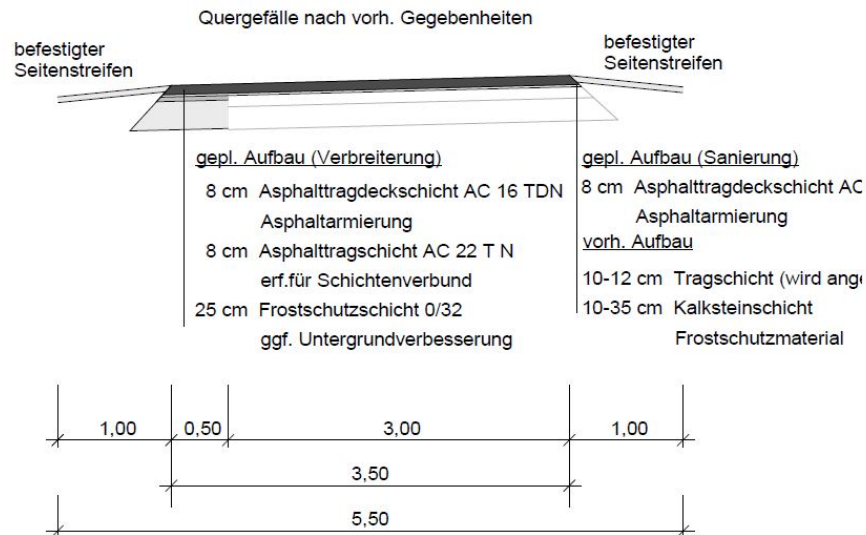 Quergefälle nach vorh. Gegebenheiten
befestigter
Seitenstreifen
befestigter
Seitenstreifen
gepl. Aufbau (Verbreiterung)
8 cm Asphalttragdeckschicht AC 16 TDN
Asphaltarmierung
8 cm Asphalttragschicht AC 22 T N
erf.für Schichtenverbund
25 cm Frostschutzschicht 0/32
ggf. Untergrundverbesserung
gepl. Aufbau (Sanierung)
8 cm Asphalttragdeckschicht AC
Asphaltarmierung
vorh. Aufbau
10-12 cm Tragschicht (wird ange
10-35 cm Kalksteinschicht
Frostschutzmaterial
1,00 0,50 3,00 1,00
3,50
5,50